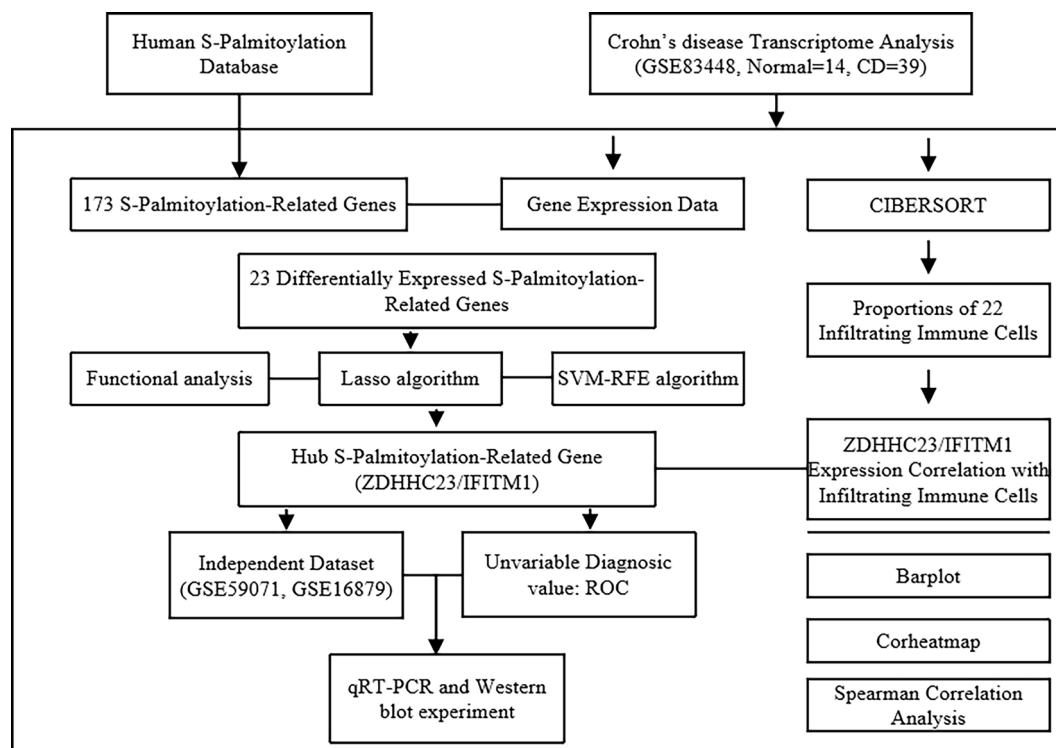 Human S-Palmitoylation
Database
Crohn’s disease Transcriptome Analysis
(GSE83448, Normal=14, CD=39)
173 S-Palmitoylation-Related Genes
Gene Expression Data
CIBERSORT
23 Differentially Expressed S-Palmitoylation-
Related Genes
Proportions of 22
Infiltrating Immune Cells
Functional analysis
Lasso algorithm
SVM-RFE algorithm
Hub S-Palmitoylation-Related Gene
(ZDHHC23/IFITM1)
ZDHHC23/IFITM1
Expression Correlation with
Infiltrating Immune Cells
Independent Dataset
(GSE59071, GSE16879)
Unvariable Diagnosic
value: ROC
Barplot
Corheatmap
qRT-PCR and Western
blot experiment
Spearman Correlation
Analysis